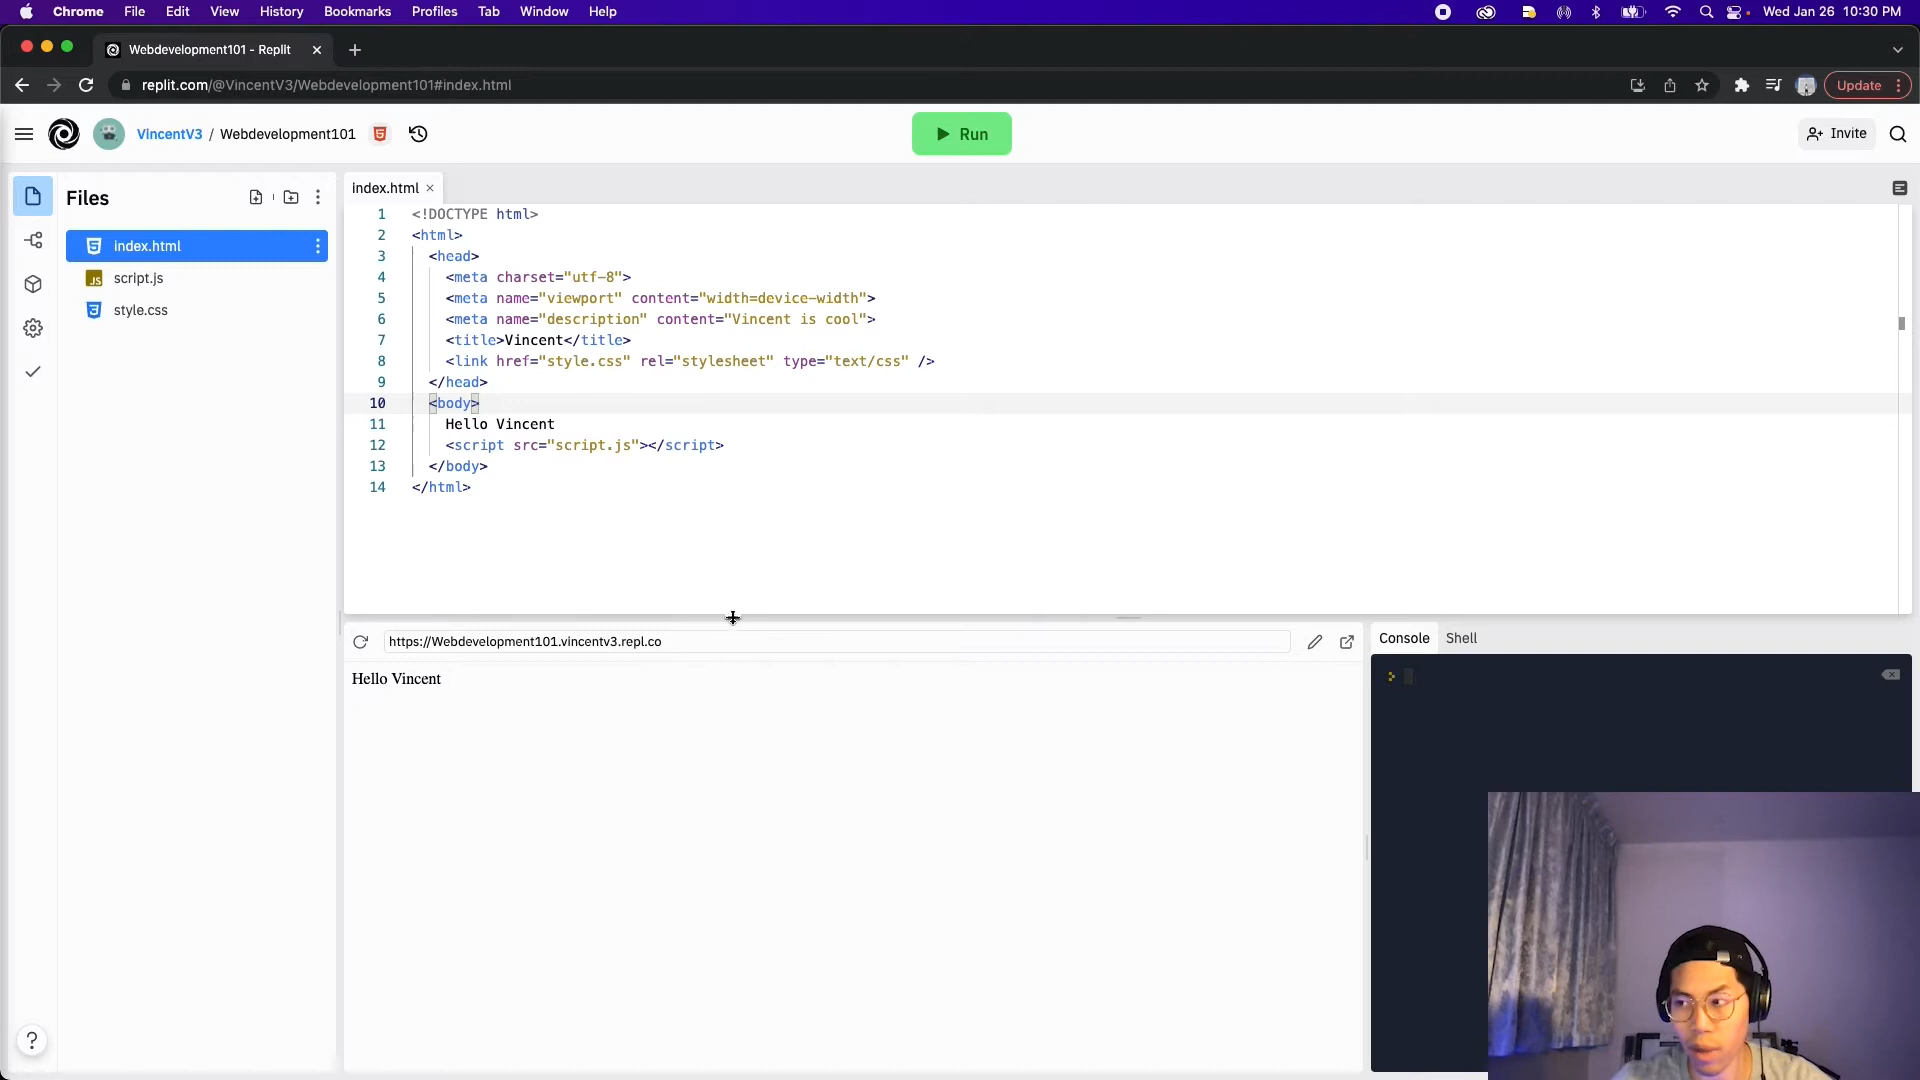 Chrome File Edit View History Bookmarks Profiles Tab Window Help Wed Jan 26 10:30 PM
Webdevelopment101 - Replit
replit.com/@VincentV3/Webdevelopment101#index.html Update
VincentV3 / Webdevelopment101 Run Invite
Files
index.html
JS script.js
style.css
index.html
1 <!DOCTYPE html>
2 <html>
3 <head>
4 <meta charset="utf-8">
5 <meta name="viewport" content="width=device-width">
6 <meta name="description" content="Vincent is cool">
7 <title>Vincent</title>
8 <link href="style.css" rel="stylesheet" type="text/css" />
9 </head>
10 <body>
11 Hello Vincent
12 <script src="script.js"></script>
13 </body>
14 </html>
https://Webdevelopment101.vincentv3.repl.co
Hello Vincent
Console Shell
?